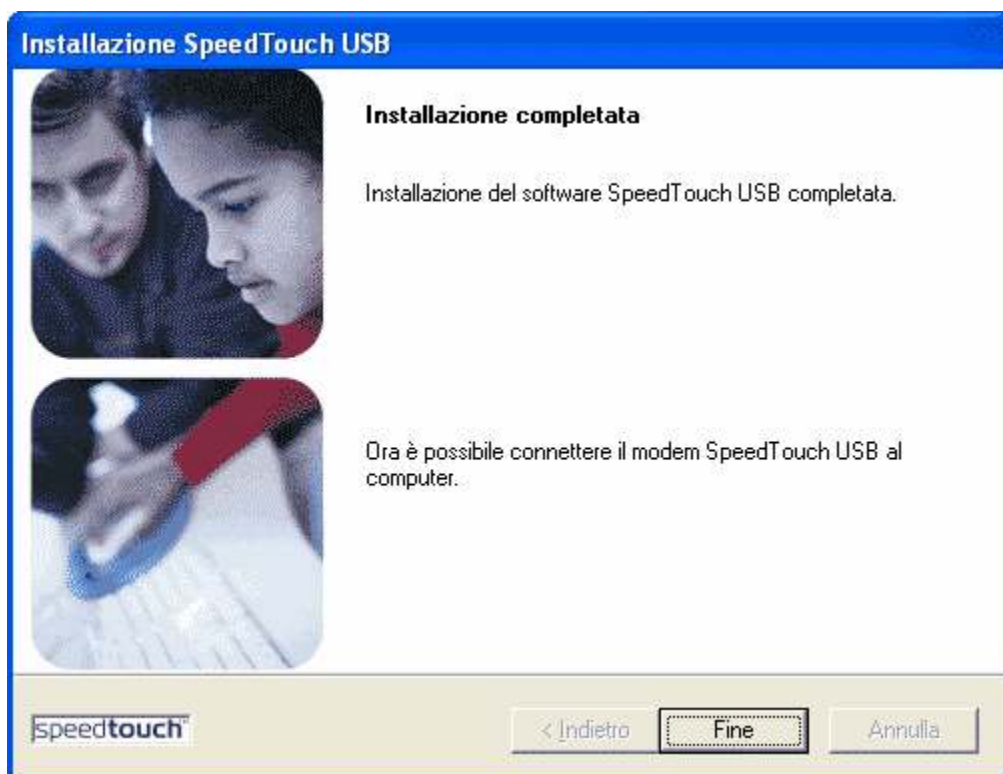 Installazione SpeedTouch USB
Installazione completata
Installazione del software SpeedTouch USB completata.
Ora è possibile connettere il modem SpeedTouch USB al
computer.
speedtouch™
< Indietro
Fine
Annulla